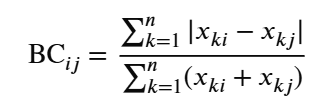 BC_{ij} = \frac{\sum_{k=1}^{n} |x_{ki} - x_{kj}|}{\sum_{k=1}^{n} (x_{ki} + x_{kj})}